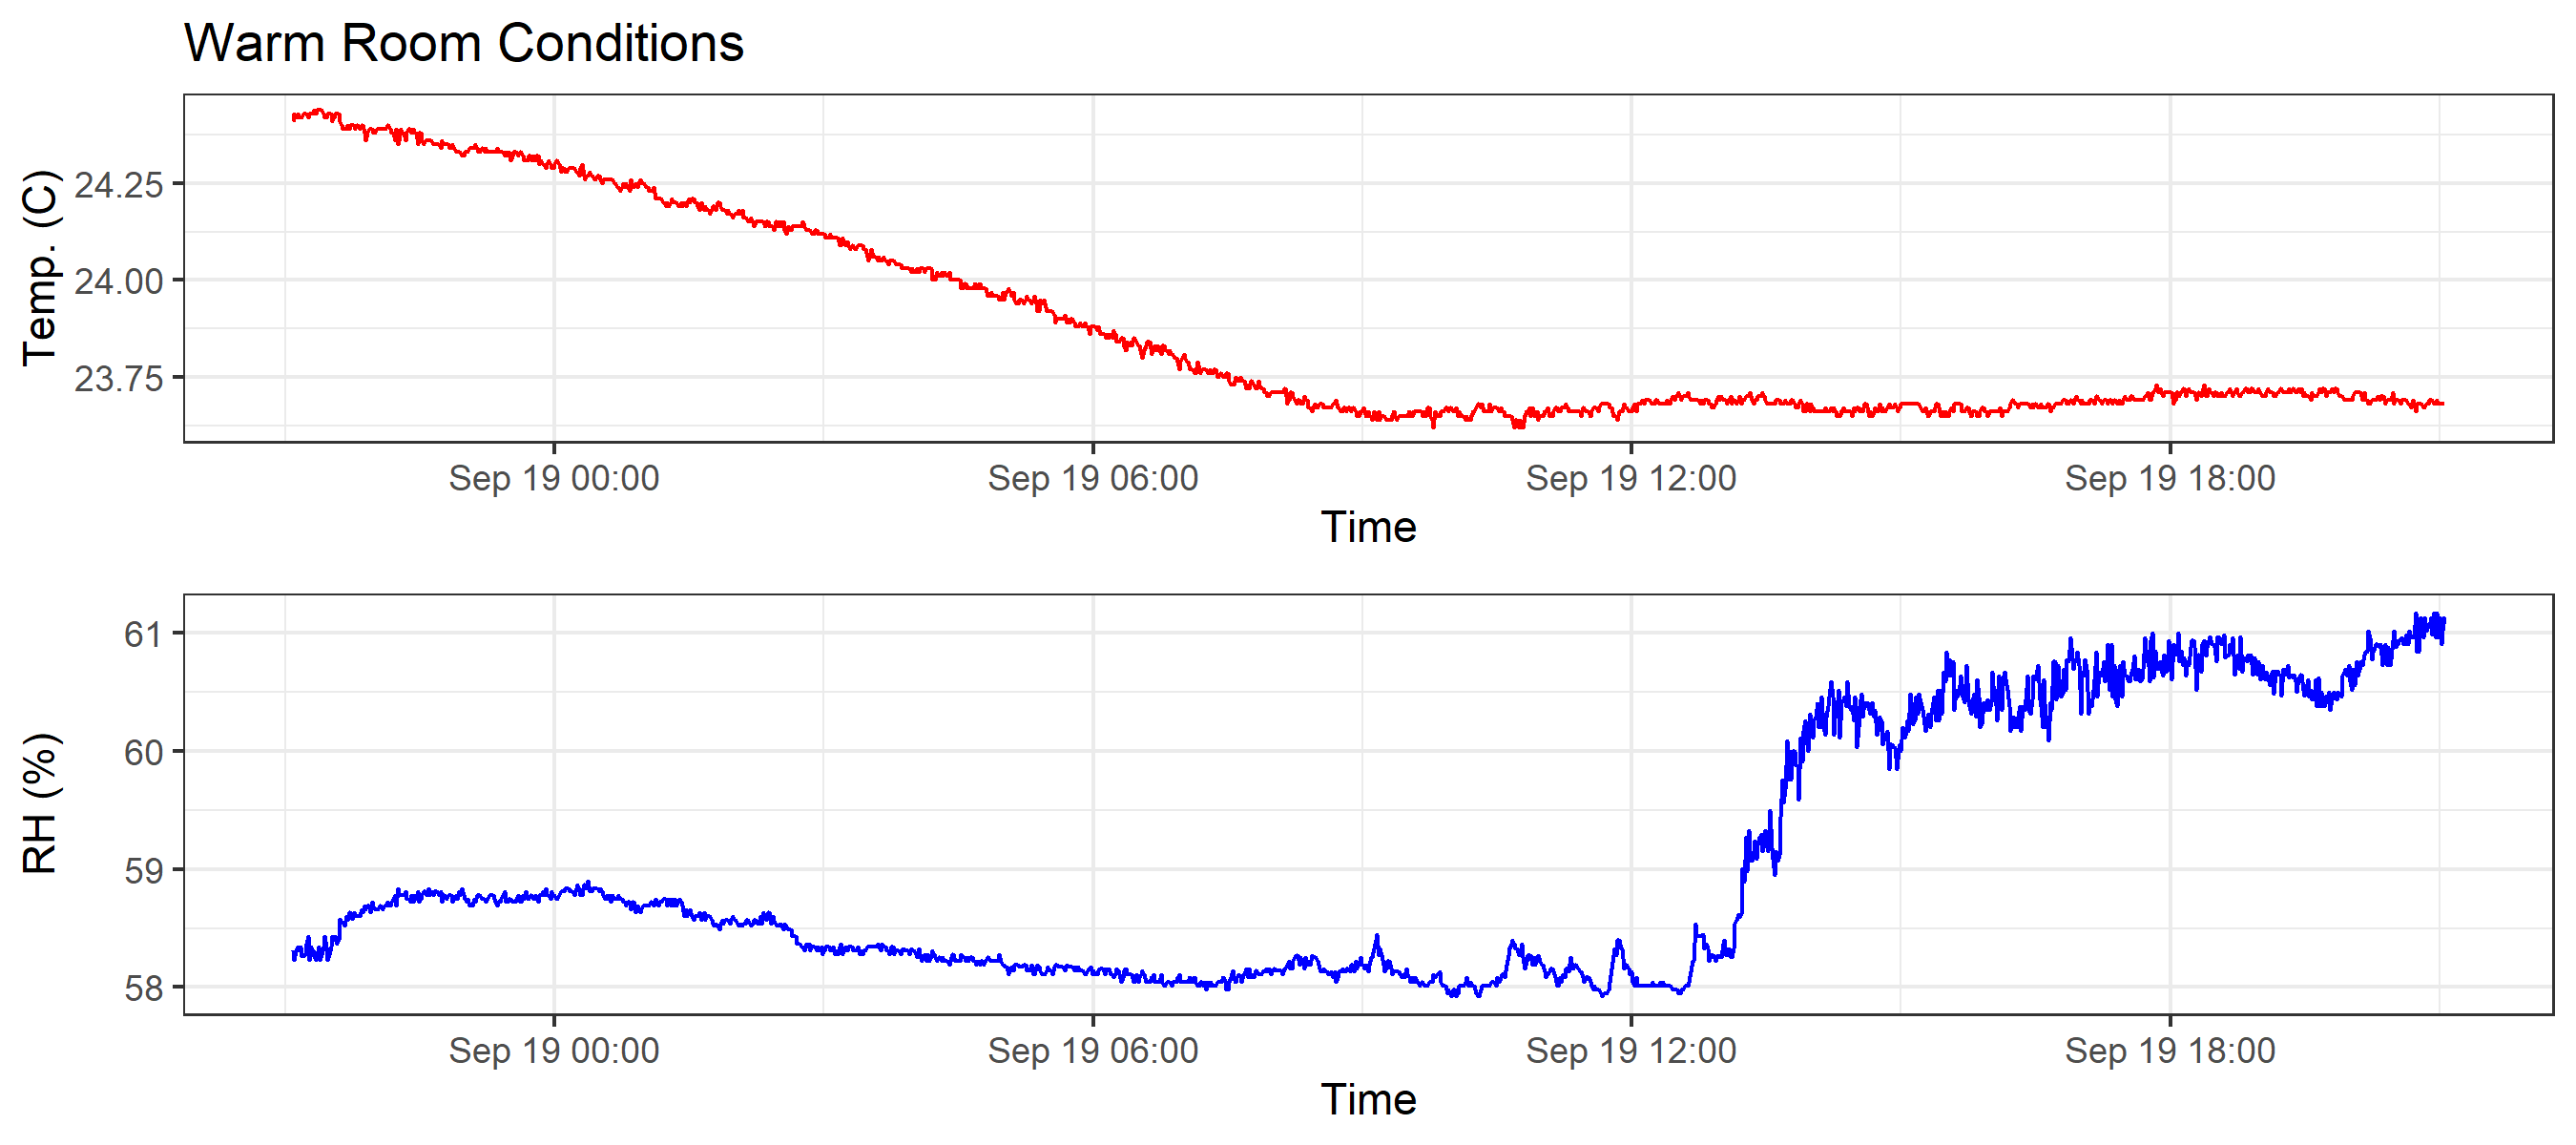 Warm Room Conditions
Temp. (C)
24.25
24.00
23.75
Sep 19 00:00 Sep 19 06:00 Sep 19 12:00 Sep 19 18:00
Time
RH (%)
61
60
59
58
Sep 19 00:00 Sep 19 06:00 Sep 19 12:00 Sep 19 18:00
Time